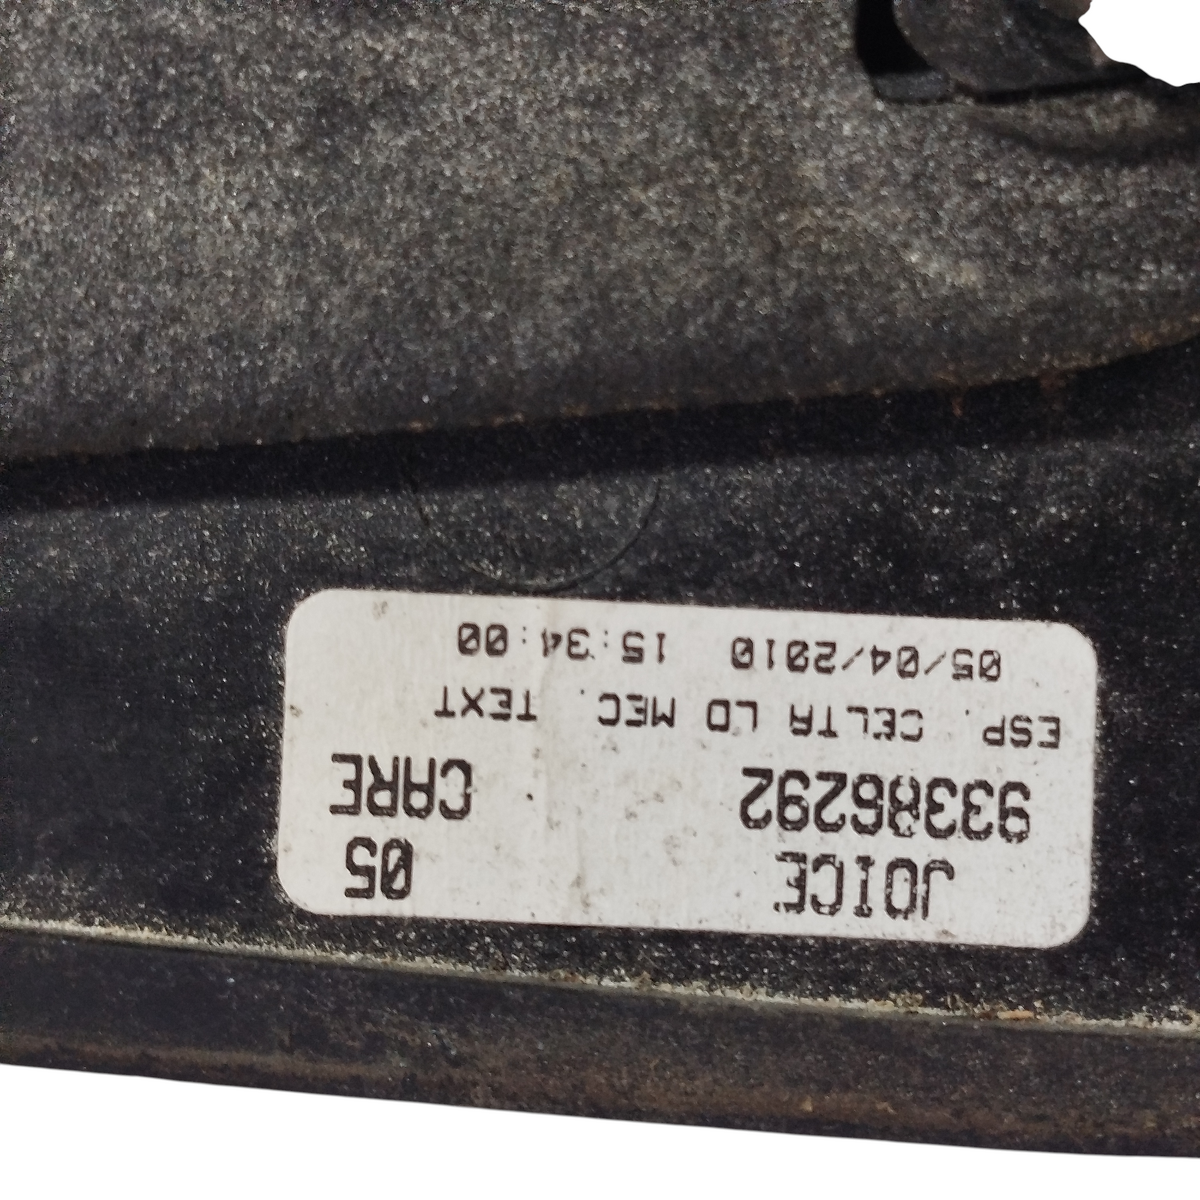 JOICE 05
93386292 CARE
ESP. CELTA LD MEC. TEXT
05/04/2010 15:34:00